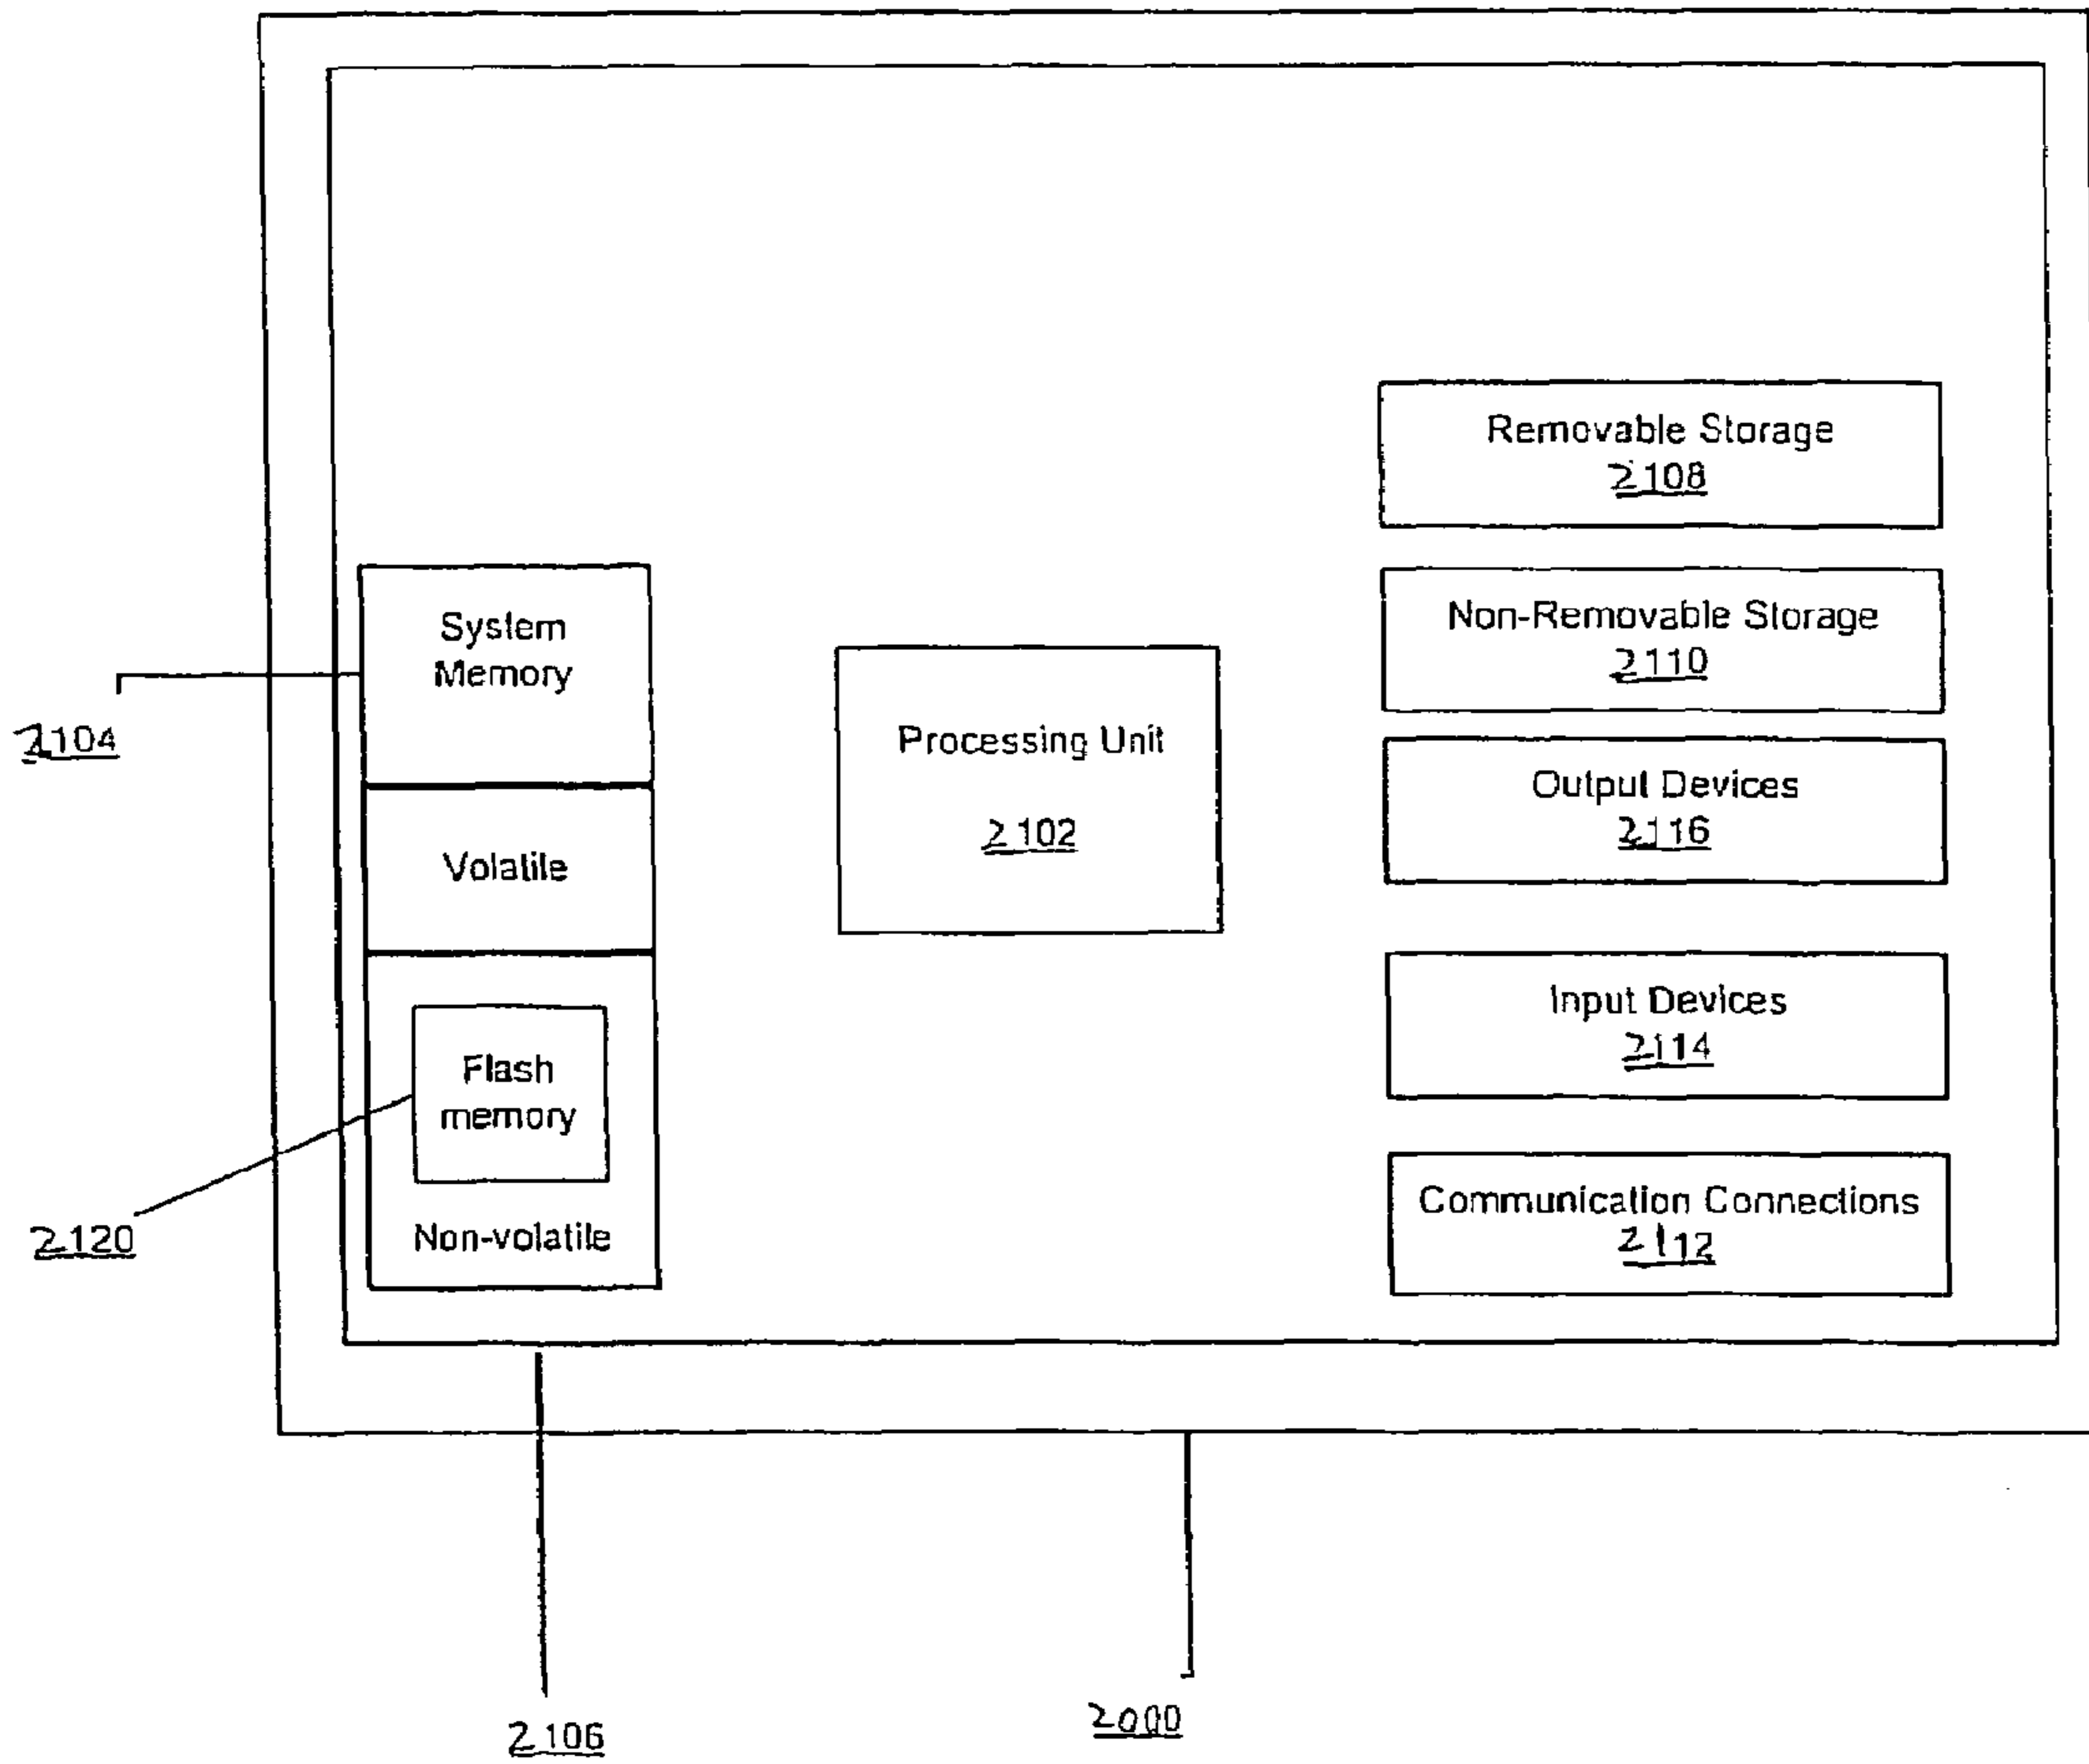 Removable Storage
2108
System
Memory
Non-Removable Storage
2110
2104
Processing Unit
2102
Output Devices
2116
Volatile
Input Devices
2114
Flash
memory
2120
Non-volatile
Communication Connections
2112
2106
2000